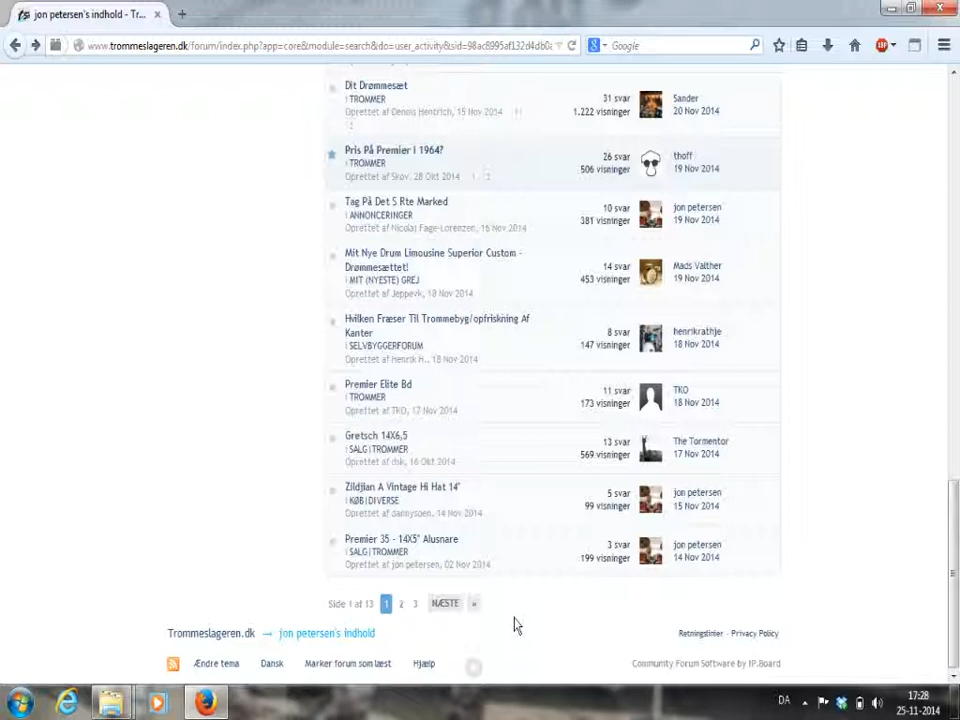 jon petersen's indhold - Tr...
www.trommeslageren.dk/forum/index.php?app=core&module=search&do=user_activity&sid=98ac8995af132d4db0a
Google
Dit Drømmesæt
I TROMMER
Oprettet af Dennis Hentrich, 15 Nov 2014
31 svar
1.222 visninger
Sander
20 Nov 2014
Pris På Premier I 1964?
I TROMMER
Oprettet af Skov, 28 Okt 2014 1 2
26 svar
506 visninger
thoff
19 Nov 2014
Tag På Det S Rte Marked
I ANNONCERINGER
Oprettet af Nicolaj Fage-Lorenzen, 16 Nov 2014
10 svar
381 visninger
jon petersen
19 Nov 2014
Mit Nye Drum Limousine Superior Custom -
Drømmesættet!
I MIT (NYESTE) GREJ
Oprettet af Jeppevk, 10 Nov 2014
14 svar
453 visninger
Mads Valther
19 Nov 2014
Hvilken Fræser Til Trommebyg/opfriskning Af
Kanter
I SELVBYGGERFORUM
Oprettet af Henrik H., 18 Nov 2014
8 svar
147 visninger
henrikrathje
18 Nov 2014
Premier Elite Bd
I TROMMER
Oprettet af TKO, 17 Nov 2014
11 svar
173 visninger
TKO
18 Nov 2014
Gretsch 14X6,5
I SALG|TROMMER
Oprettet af dsk, 16 Okt 2014
13 svar
569 visninger
The Tormentor
17 Nov 2014
Zildjian A Vintage Hi Hat 14"
I KØB|DIVERSE
Oprettet af dannysoen, 14 Nov 2014
5 svar
99 visninger
jon petersen
15 Nov 2014
Premier 35 - 14X5" Alusnare
I SALG|TROMMER
Oprettet af jon petersen, 02 Nov 2014
3 svar
199 visninger
jon petersen
14 Nov 2014
Side 1 af 13 1 2 3 NÆSTE »
Trommeslageren.dk → jon petersen's indhold
Retningslinier · Privacy Policy
Ændre tema Dansk Marker forum som læst Hjælp
Community Forum Software by IP.Board
DA
17:28
25-11-2014